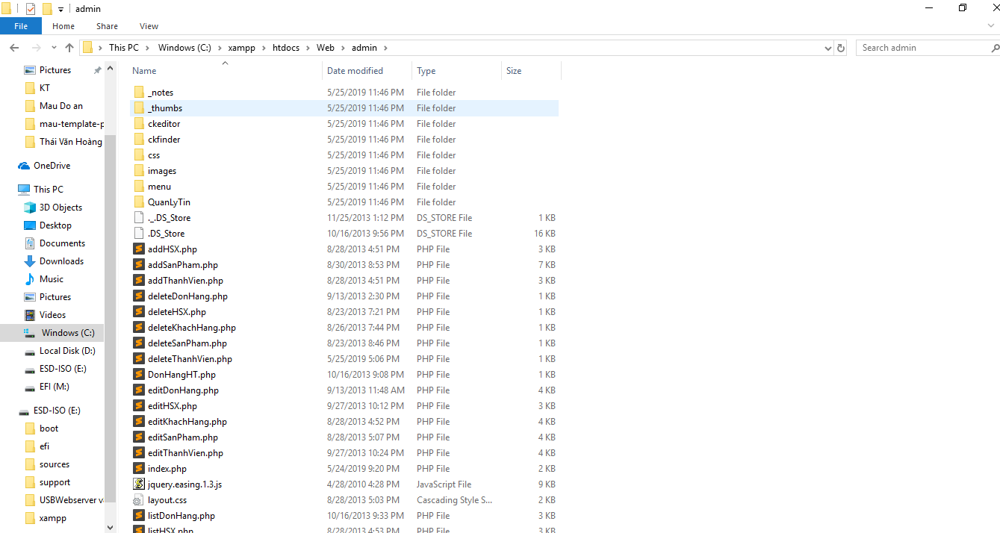 admin
File Home Share View
This PC Windows (C:) xampp htdocs Web admin Search admin
Pictures
KT
Mau Do an
mau-template-p
Thái Văn Hoàng
OneDrive
This PC
3D Objects
Desktop
Documents
Downloads
Music
Pictures
Videos
Windows (C:)
Local Disk (D:)
ESD-ISO (E:)
EFI (M:)
ESD-ISO (E:)
boot
efi
sources
support
USBWebserver v
xampp
Name Date modified Type Size
_notes 5/25/2019 11:46 PM File folder
_thumbs 5/25/2019 11:46 PM File folder
ckeditor 5/25/2019 11:46 PM File folder
ckfinder 5/25/2019 11:46 PM File folder
css 5/25/2019 11:46 PM File folder
images 5/25/2019 11:46 PM File folder
menu 5/25/2019 11:46 PM File folder
QuanLyTin 5/25/2019 11:46 PM File folder
._.DS_Store 11/25/2013 1:12 PM DS_STORE File 1 KB
.DS_Store 10/16/2013 9:56 PM DS_STORE File 16 KB
addHSX.php 8/28/2013 4:51 PM PHP File 3 KB
addSanPham.php 8/30/2013 8:53 PM PHP File 7 KB
addThanhVien.php 8/28/2013 4:51 PM PHP File 3 KB
deleteDonHang.php 9/13/2013 2:30 PM PHP File 1 KB
deleteHSX.php 8/23/2013 7:21 PM PHP File 1 KB
deleteKhachHang.php 8/26/2013 7:44 PM PHP File 1 KB
deleteSanPham.php 8/23/2013 8:46 PM PHP File 1 KB
deleteThanhVien.php 5/25/2019 5:06 PM PHP File 1 KB
DonHangHT.php 10/16/2013 9:08 PM PHP File 1 KB
editDonHang.php 9/13/2013 11:48 AM PHP File 4 KB
editHSX.php 9/27/2013 10:12 PM PHP File 3 KB
editKhachHang.php 8/28/2013 4:52 PM PHP File 4 KB
editSanPham.php 8/28/2013 5:07 PM PHP File 4 KB
editThanhVien.php 9/27/2013 10:24 PM PHP File 4 KB
index.php 5/24/2019 9:20 PM PHP File 2 KB
jquery.easing.1.3.js 4/28/2010 4:28 PM JavaScript File 9 KB
layout.css 8/28/2013 5:03 PM Cascading Style S... 2 KB
listDonHang.php 10/16/2013 9:33 PM PHP File 3 KB
listHSX.php 8/28/2013 4:53 PM PHP File 3 KB